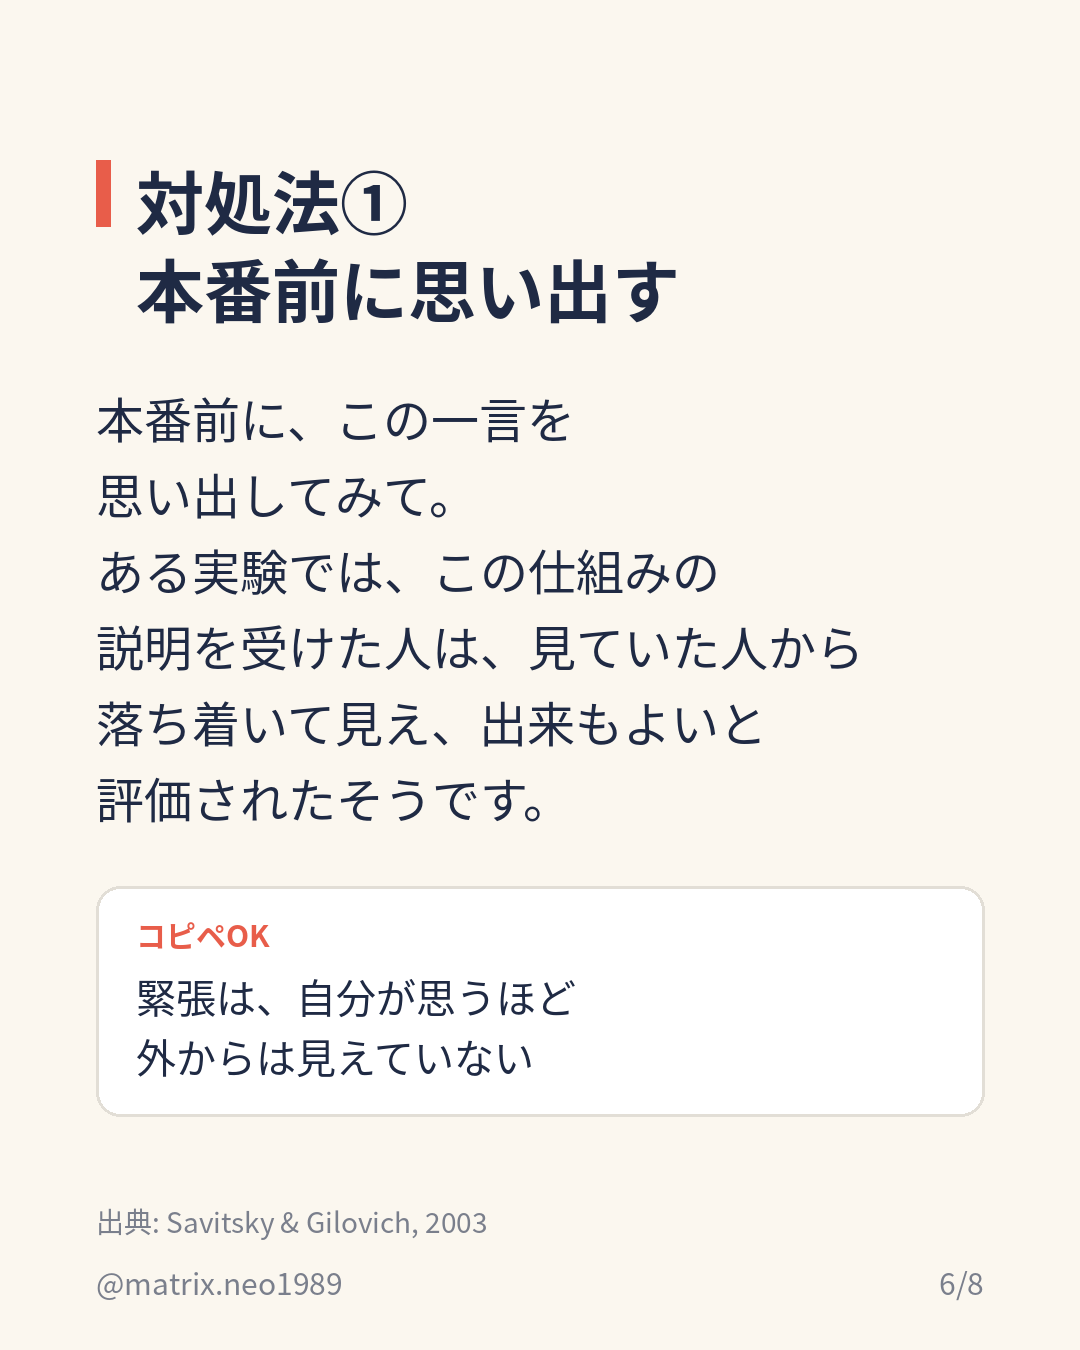 対処法①
本番前に思い出す
本番前に、この一言を
思い出してみて。
ある実験では、この仕組みの
説明を受けた人は、見ていた人から
落ち着いて見え、出来もよいと
評価されたそうです。
コピペOK
緊張は、自分が思うほど
外からは見えていない
出典: Savitsky & Gilovich, 2003
@matrix.neo1989
6/8